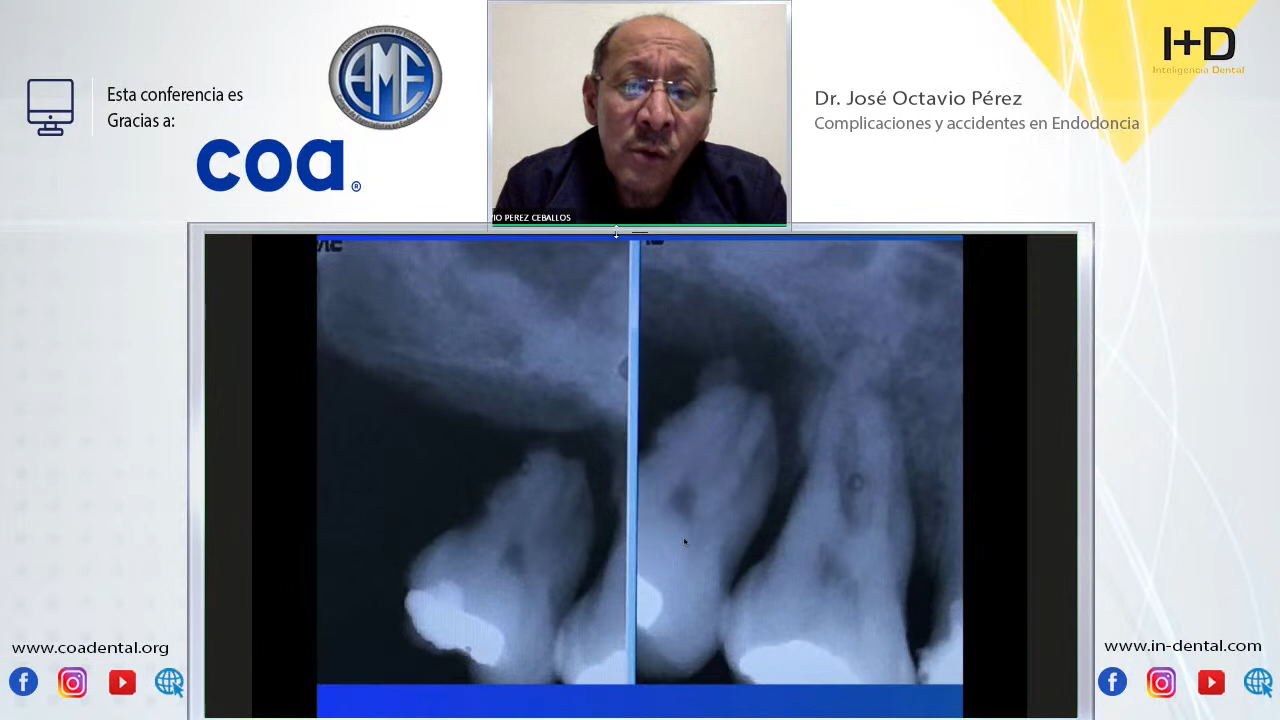 Esta conferencia es
Gracias a:
AME
coa®
IO PEREZ CEBALLOS
Dr. José Octavio Pérez
Complicaciones y accidentes en Endodoncia
I+D
Inteligencia Dental
www.coadental.org
www.in-dental.com